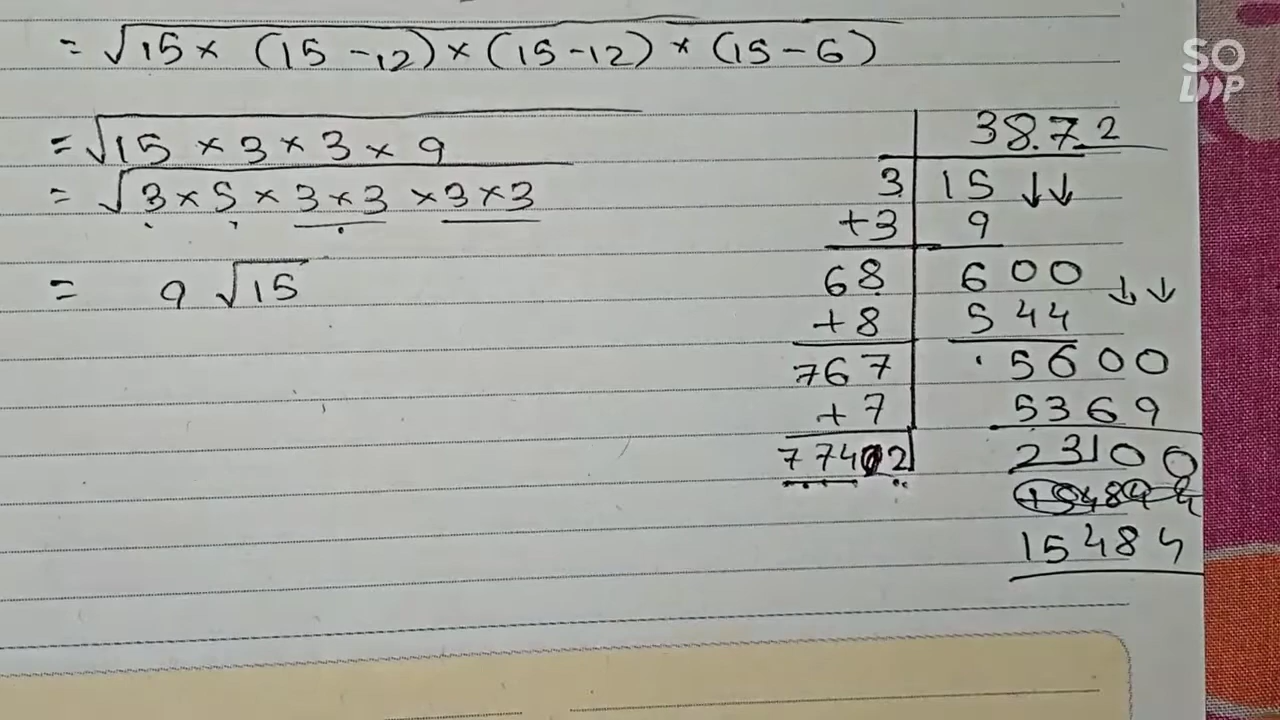 = √15 × (15 - 12) × (15 - 12) × (15 - 6)
= √15 × 3 × 3 × 9
= √3 × 5 × 3 × 3 × 3 × 3
= 9 √15
38.72
3 15 ↓↓
+3 9
68 600 ↓↓
+8 544
767 5600
+7 5369
7742 23100
15484
SO
LOOP